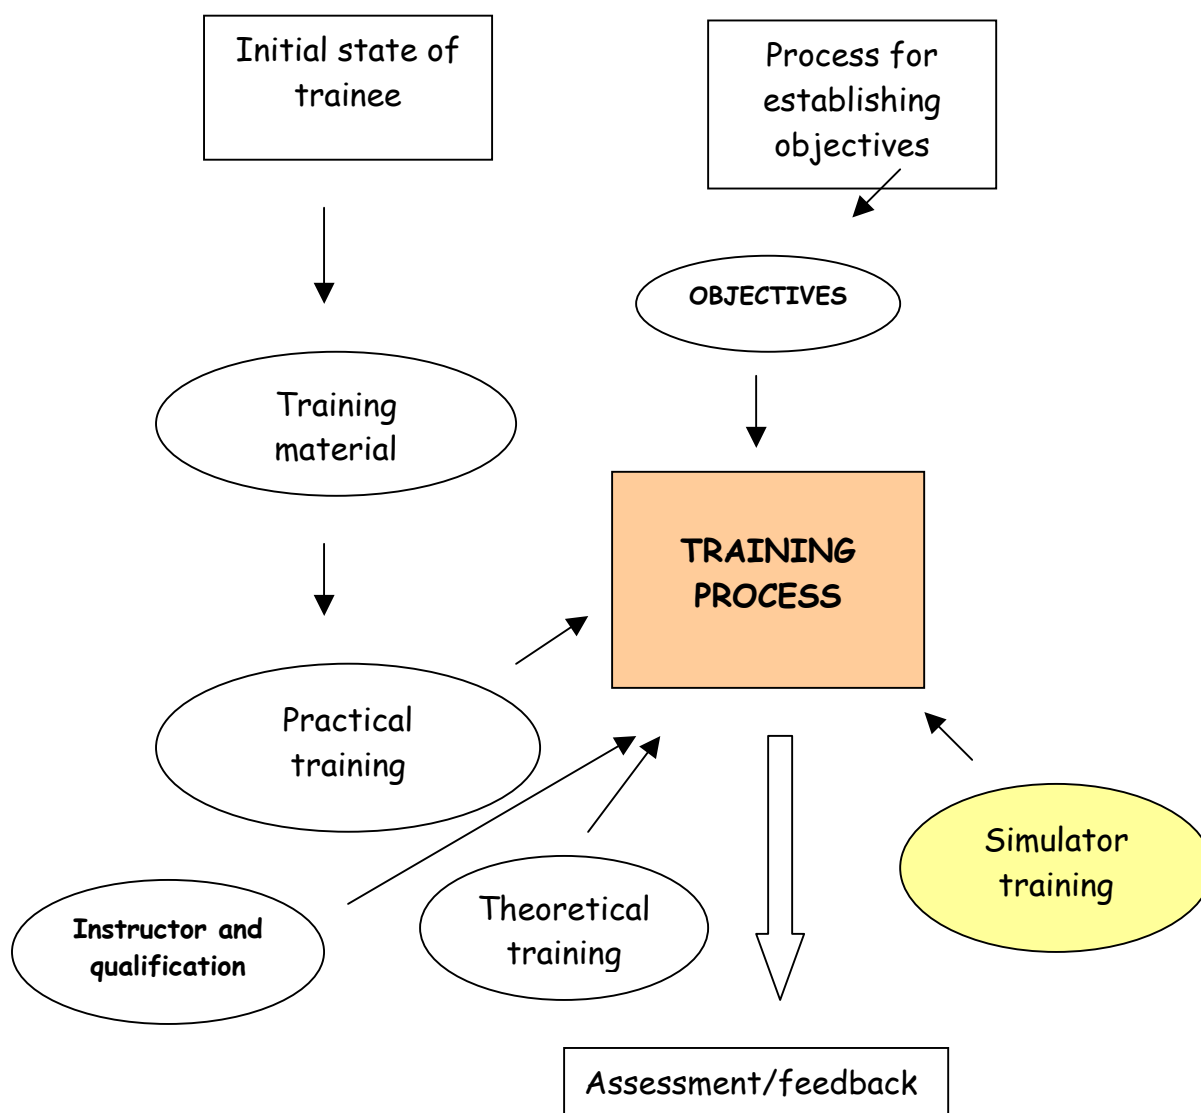 Initial state of
trainee
Process for
establishing
objectives
OBJECTIVES
Training
material
TRAINING
PROCESS
Practical
training
Simulator
training
Theoretical
training
Instructor and
qualification
Assessment/feedback